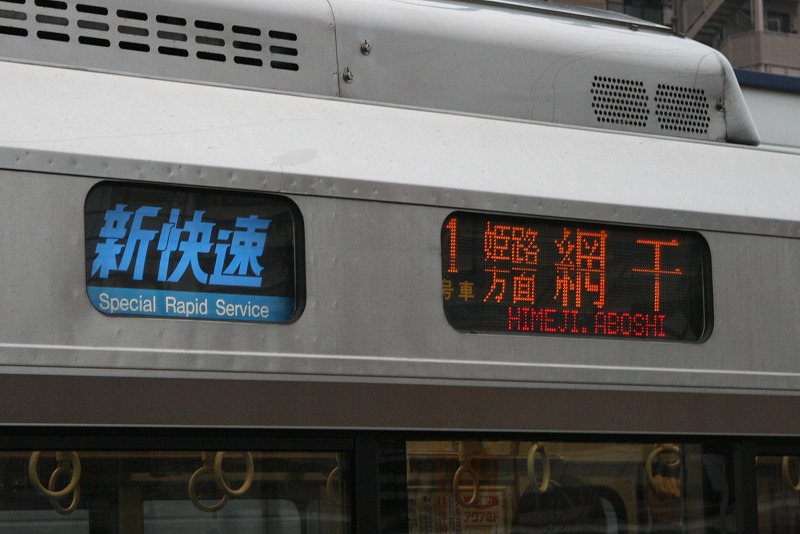 新快速
Special Rapid Service
1号車
姫路方面
網干
HIMEJI. ABOSHI